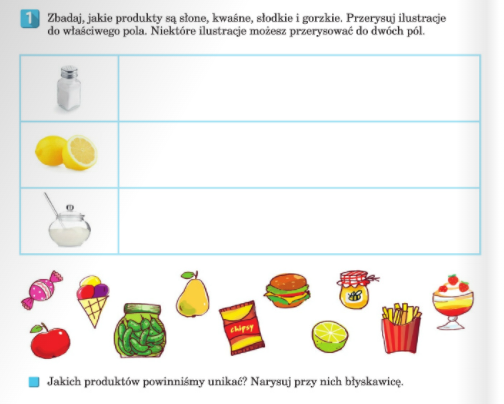 1 Zbadaj, jakie produkty są słone, kwaśne, słodkie i gorzkie. Przerysuj ilustracje
do właściwego pola. Niektóre ilustracje możesz przerysować do dwóch pól.
chipsy
Jakich produktów powinniśmy unikać? Narysuj przy nich błyskawicę.